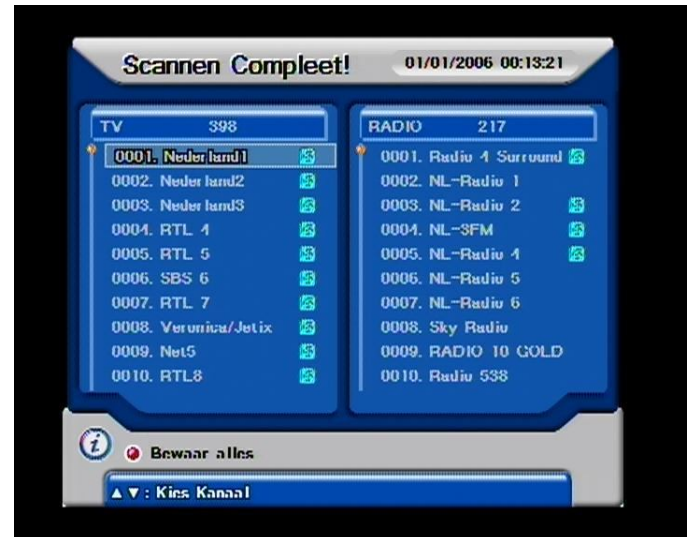 Scannen Compleet!
01/01/2006 00:13:21
TV 398
0001. Nederland1
0002. Nederland2
0003. Nederland3
0004. RTL 4
0005. RTL 5
0006. SBS 6
0007. RTL 7
0008. Veronica/Jetix
0009. Net5
0010. RTL8
RADIO 217
0001. Radio 4 Surround
0002. NL-Radio 1
0003. NL-Radio 2
0004. NL-3FM
0005. NL-Radio 4
0006. NL-Radio 5
0007. NL-Radio 6
0008. Sky Radio
0009. RADIO 10 GOLD
0010. Radio 538
i
Bewaar alles
▲▼: Kies Kanaal